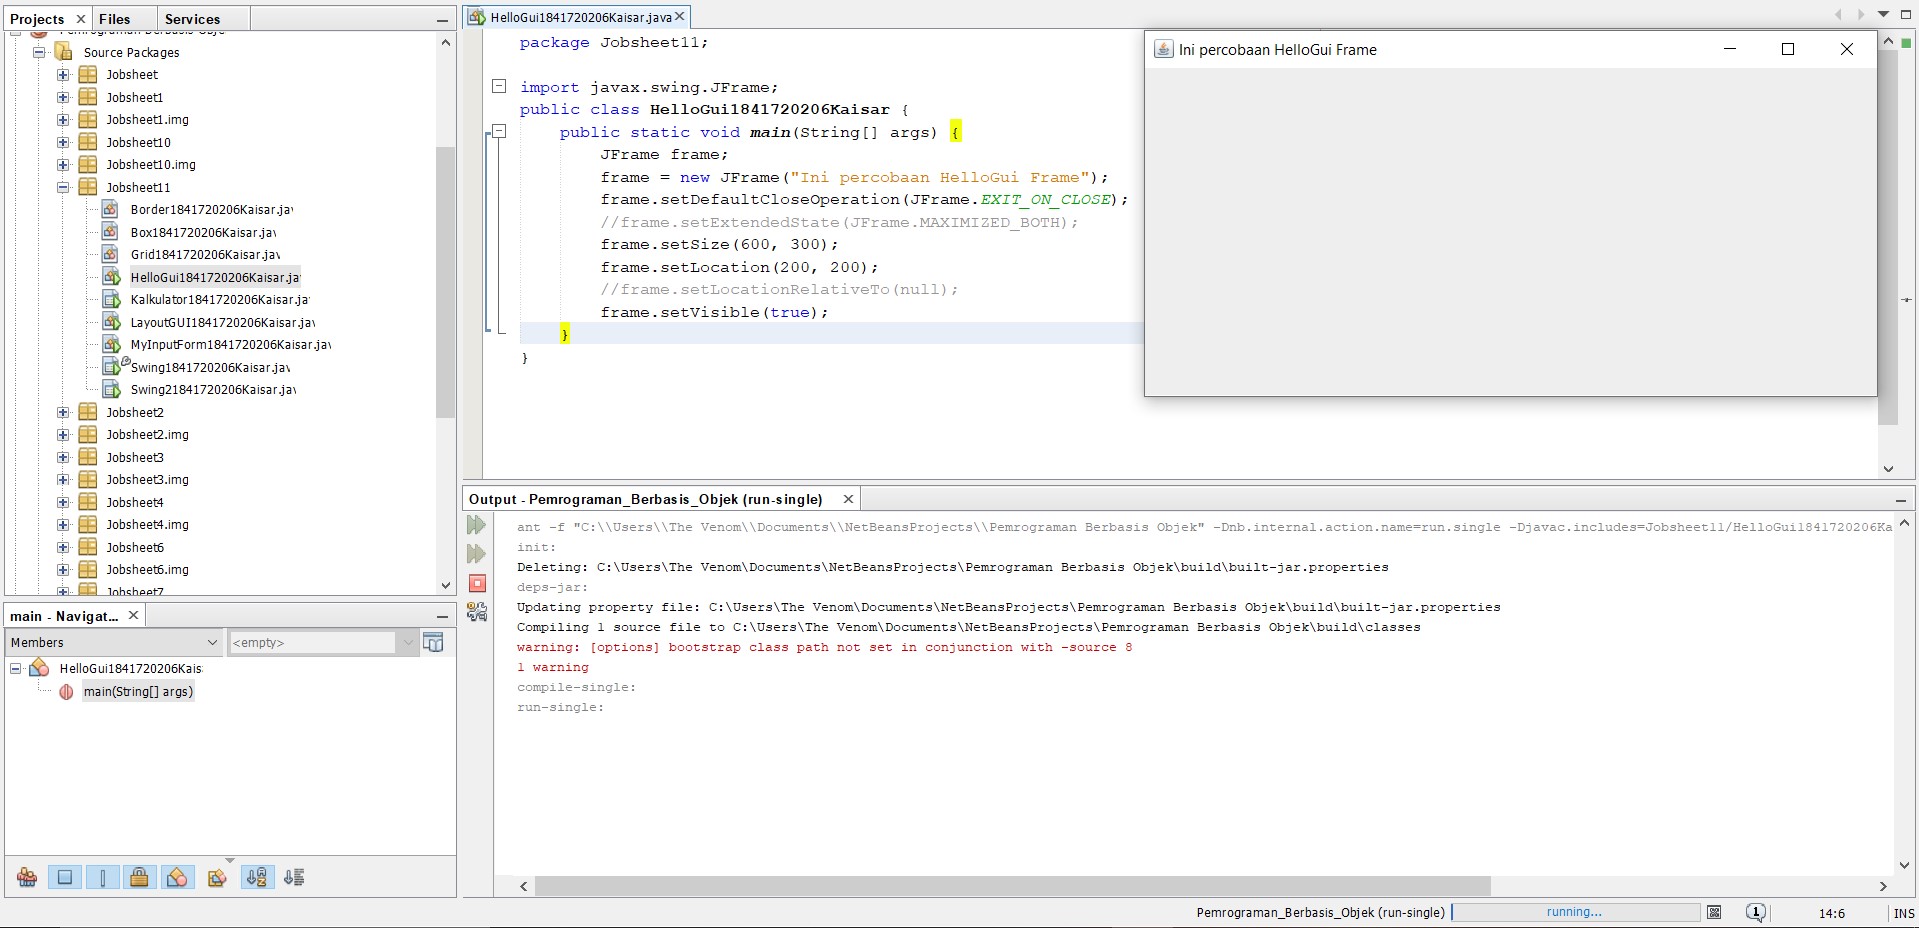 Projects
Files
Services
Source Packages
Jobsheet
Jobsheet1
Jobsheet1.img
Jobsheet10
Jobsheet10.img
Jobsheet11
Border1841720206Kaisar.jav
Box1841720206Kaisar.jav
Grid1841720206Kaisar.jav
HelloGui1841720206Kaisar.ja
Kalkulator1841720206Kaisar.ja
LayoutGUI1841720206Kaisar.jav
MyInputForm1841720206Kaisar.jav
Swing1841720206Kaisar.jav
Swing21841720206Kaisar.jav
Jobsheet2
Jobsheet2.img
Jobsheet3
Jobsheet3.img
Jobsheet4
Jobsheet4.img
Jobsheet6
Jobsheet6.img
Jobsheet7
main - Navigat...
Members
<empty>
HelloGui1841720206Kais
main(String[] args)
HelloGui1841720206Kaisar.java
package Jobsheet11;
import javax.swing.JFrame;
public class HelloGui1841720206Kaisar {
public static void main(String[] args) {
JFrame frame;
frame = new JFrame("Ini percobaan HelloGui Frame");
frame.setDefaultCloseOperation(JFrame.EXIT_ON_CLOSE);
//frame.setExtendedState(JFrame.MAXIMIZED_BOTH);
frame.setSize(600, 300);
frame.setLocation(200, 200);
//frame.setLocationRelativeTo(null);
frame.setVisible(true);
}
}
Ini percobaan HelloGui Frame
Output - Pemrograman_Berbasis_Objek (run-single)
ant -f "C:\\Users\\The Venom\\Documents\\NetBeansProjects\\Pemrograman Berbasis Objek" -Dnb.internal.action.name=run.single -Djavac.includes=Jobsheet11/HelloGui1841720206Ka
init:
Deleting: C:\Users\The Venom\Documents\NetBeansProjects\Pemrograman Berbasis Objek\build\built-jar.properties
deps-jar:
Updating property file: C:\Users\The Venom\Documents\NetBeansProjects\Pemrograman Berbasis Objek\build\built-jar.properties
Compiling 1 source file to C:\Users\The Venom\Documents\NetBeansProjects\Pemrograman Berbasis Objek\build\classes
warning: [options] bootstrap class path not set in conjunction with -source 8
1 warning
compile-single:
run-single:
Pemrograman_Berbasis_Objek (run-single)
running...
1
14:6
INS